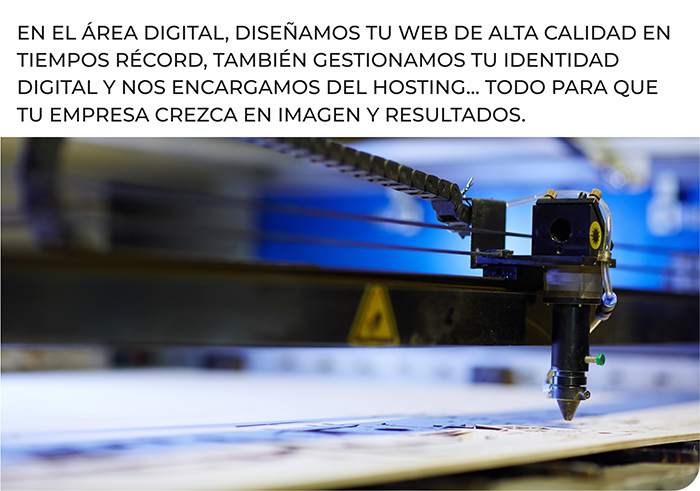 EN EL ÁREA DIGITAL, DISEÑAMOS TU WEB DE ALTA CALIDAD EN
TIEMPOS RÉCORD, TAMBIÉN GESTIONAMOS TU IDENTIDAD
DIGITAL Y NOS ENCARGAMOS DEL HOSTING... TODO PARA QUE
TU EMPRESA CREZCA EN IMAGEN Y RESULTADOS.